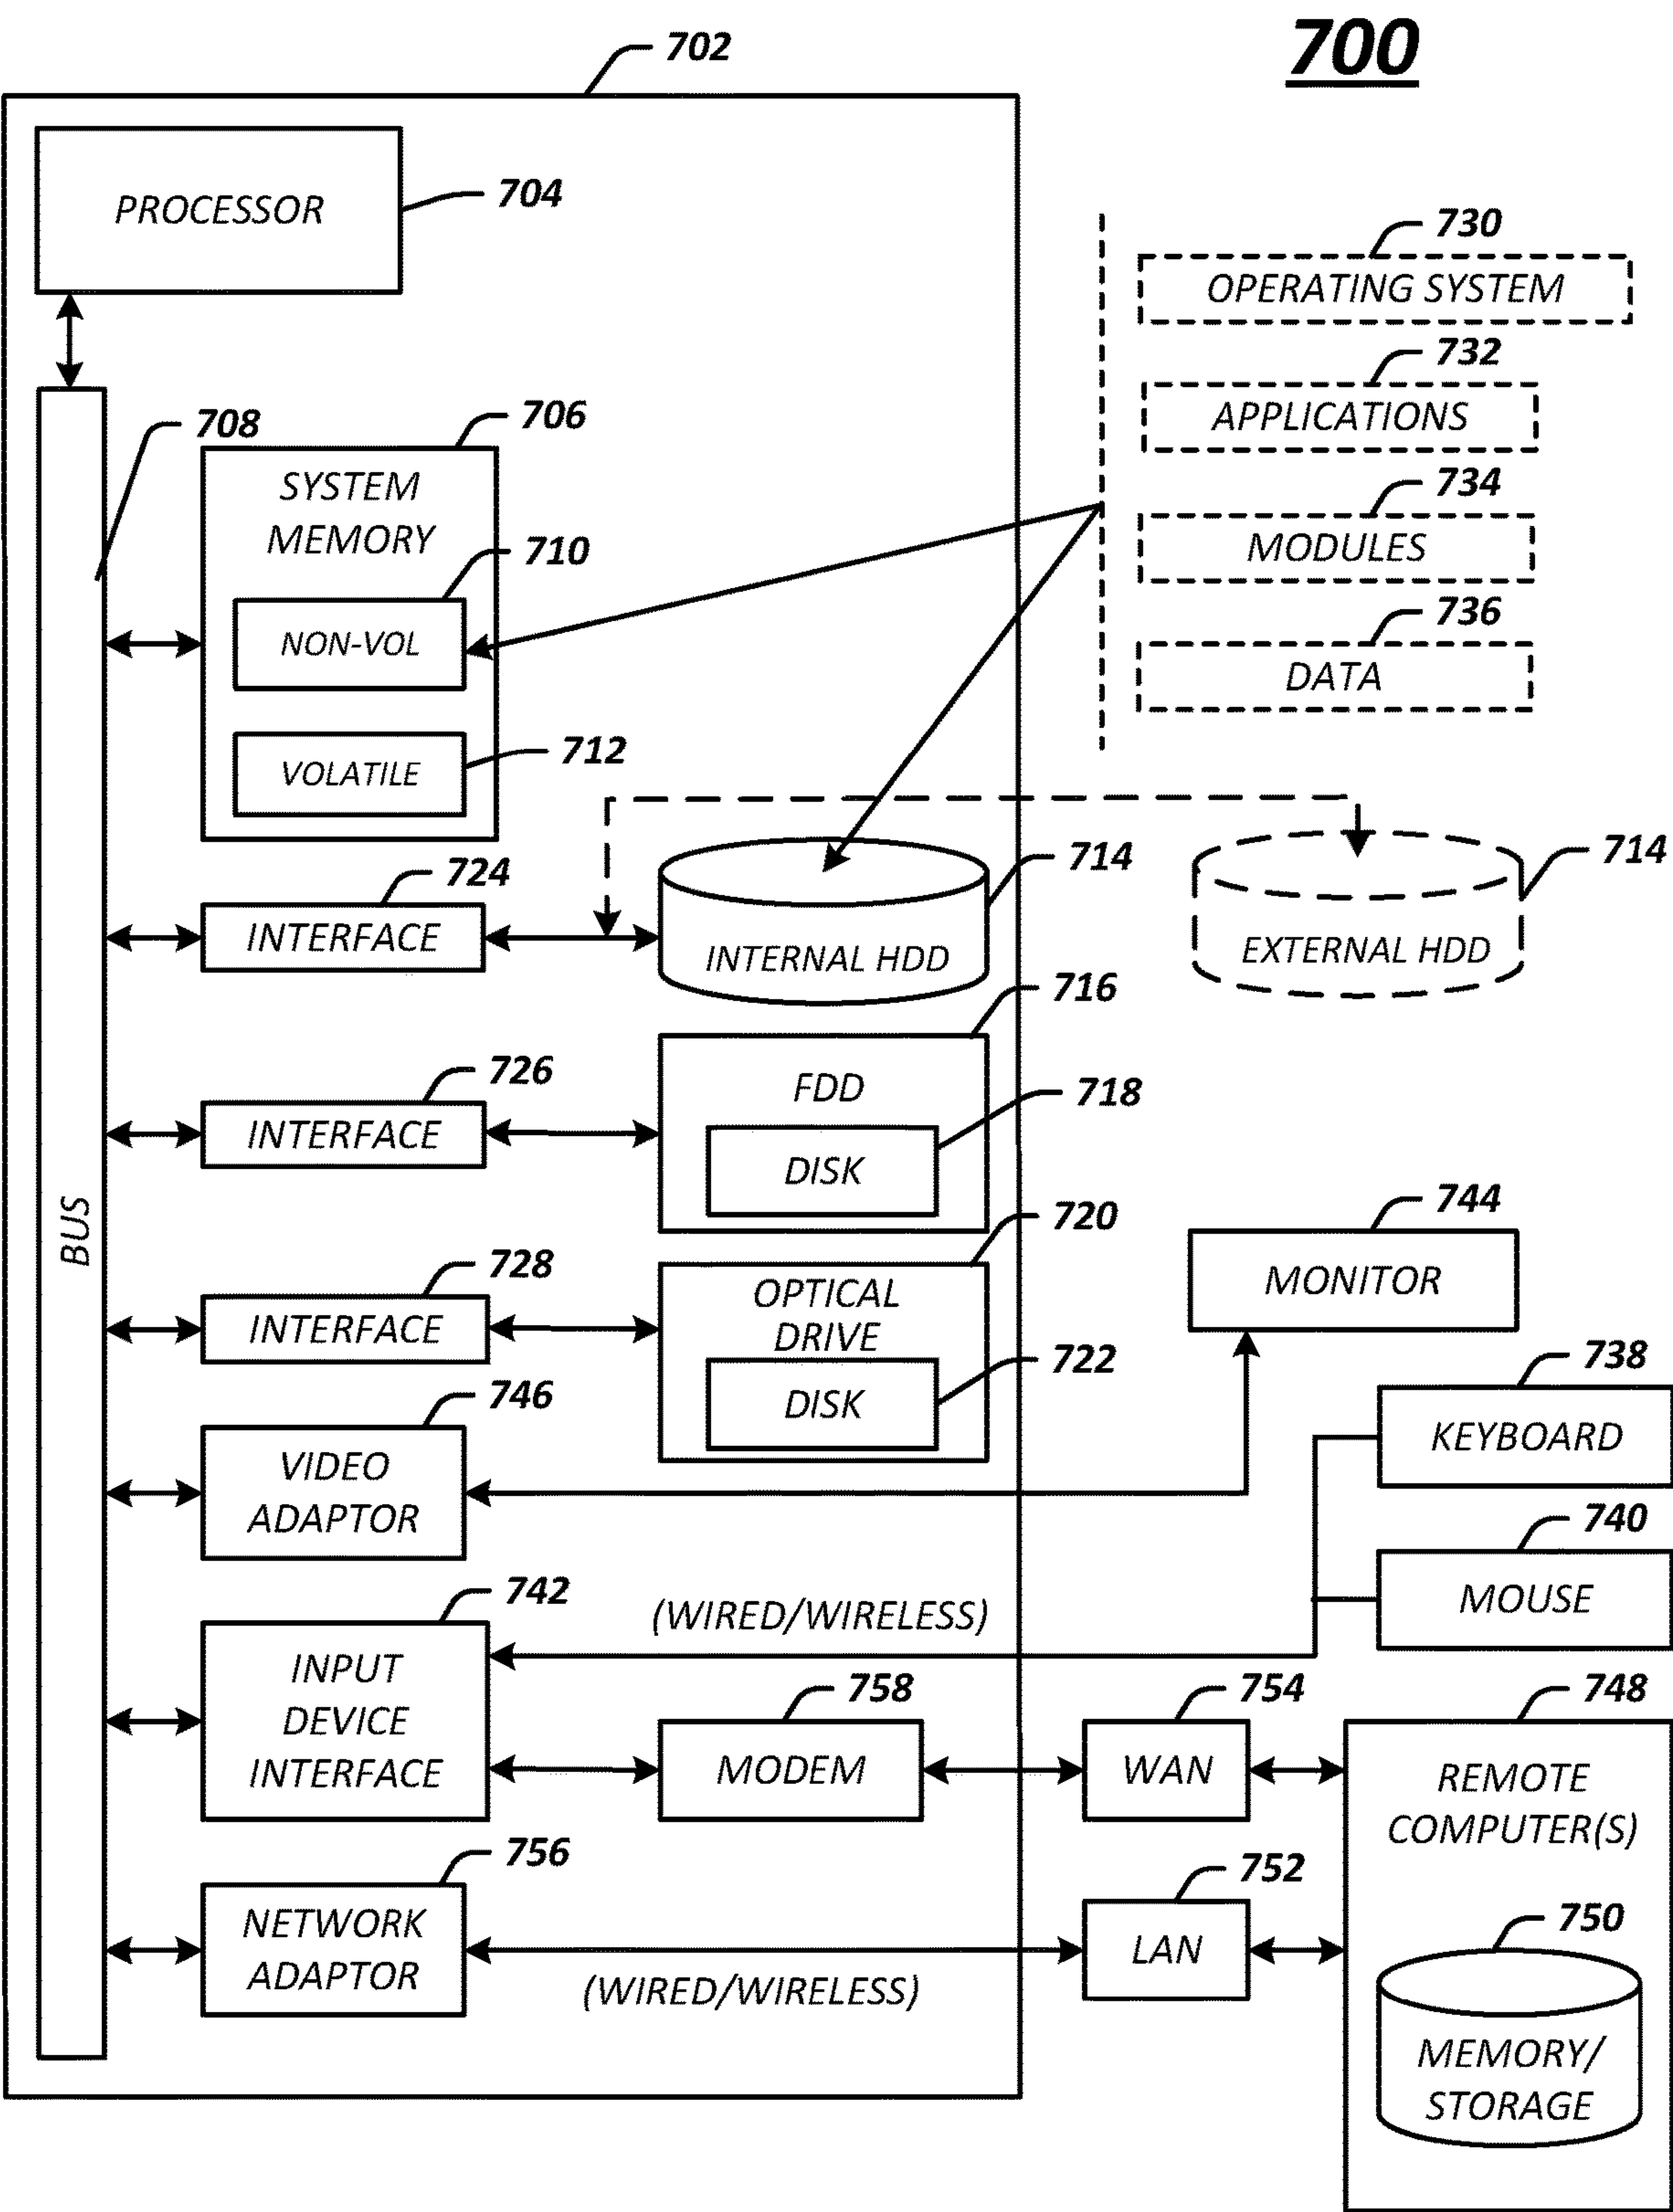 700
702
PROCESSOR
704
730
OPERATING SYSTEM
732
APPLICATIONS
734
MODULES
736
DATA
708
706
SYSTEM
MEMORY
710
NON-VOL
712
VOLATILE
724
INTERFACE
714
INTERNAL HDD
714
EXTERNAL HDD
716
726
INTERFACE
FDD
718
DISK
BUS
720
728
INTERFACE
OPTICAL
DRIVE
722
DISK
744
MONITOR
738
KEYBOARD
746
VIDEO
ADAPTOR
740
MOUSE
742
(WIRED/WIRELESS)
INPUT
DEVICE
INTERFACE
758
MODEM
754
WAN
748
REMOTE
COMPUTER(S)
756
NETWORK
ADAPTOR
(WIRED/WIRELESS)
752
LAN
750
MEMORY/
STORAGE